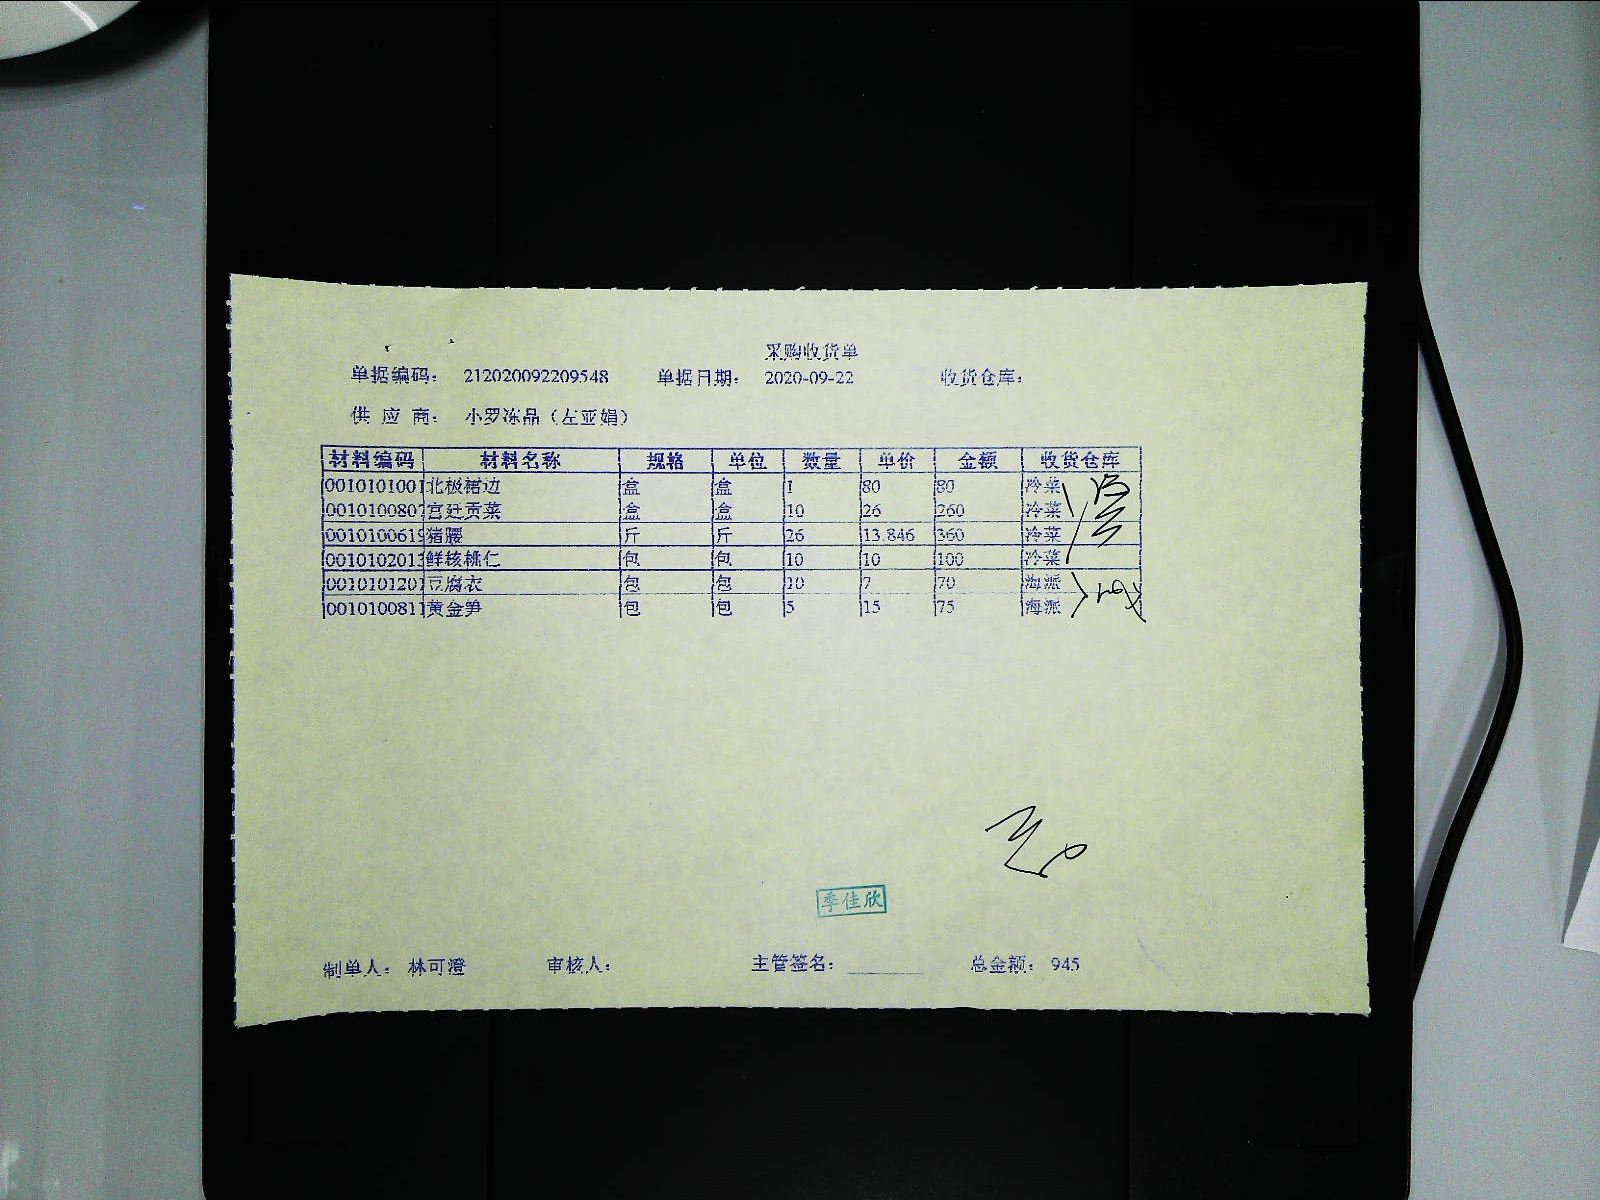 采购收货单
单据编码： 212020092209548 单据日期： 2020-09-22 收货仓库：
供 应 商： 小罗冻品（左亚娟）
材料编码 材料名称 规格 单位 数量 单价 金额 收货仓库
0010101001 北极裙边 盒 盒 1 80 80 冷菜
0010100807 宫廷贡菜 盒 盒 10 26 260 冷菜
0010100619 猪腰 斤 斤 26 13.846 360 冷菜
0010102013 鲜核桃仁 包 包 10 10 100 冷菜
0010101201 豆腐衣 包 包 10 7 70 海派
0010100811 黄金笋 包 包 5 15 75 海派
季佳欣
制单人： 林可澄 审核人： 主管签名： 总金额： 945